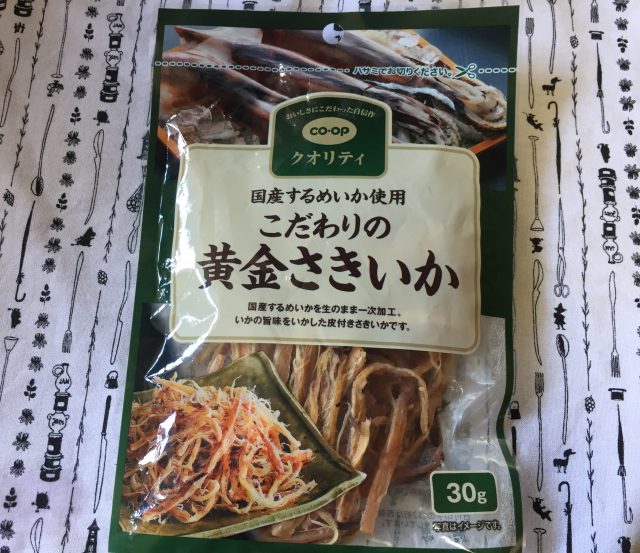 ハサミでお切りください。
おいしさにこだわった自信作
CO・OP
クオリティ
国産するめいか使用
こだわりの
黄金さきいか
国産するめいかを生のまま一次加工。
いかの旨味をいかした皮付きさきいかです。
30g
写真はイメージです。
JAM